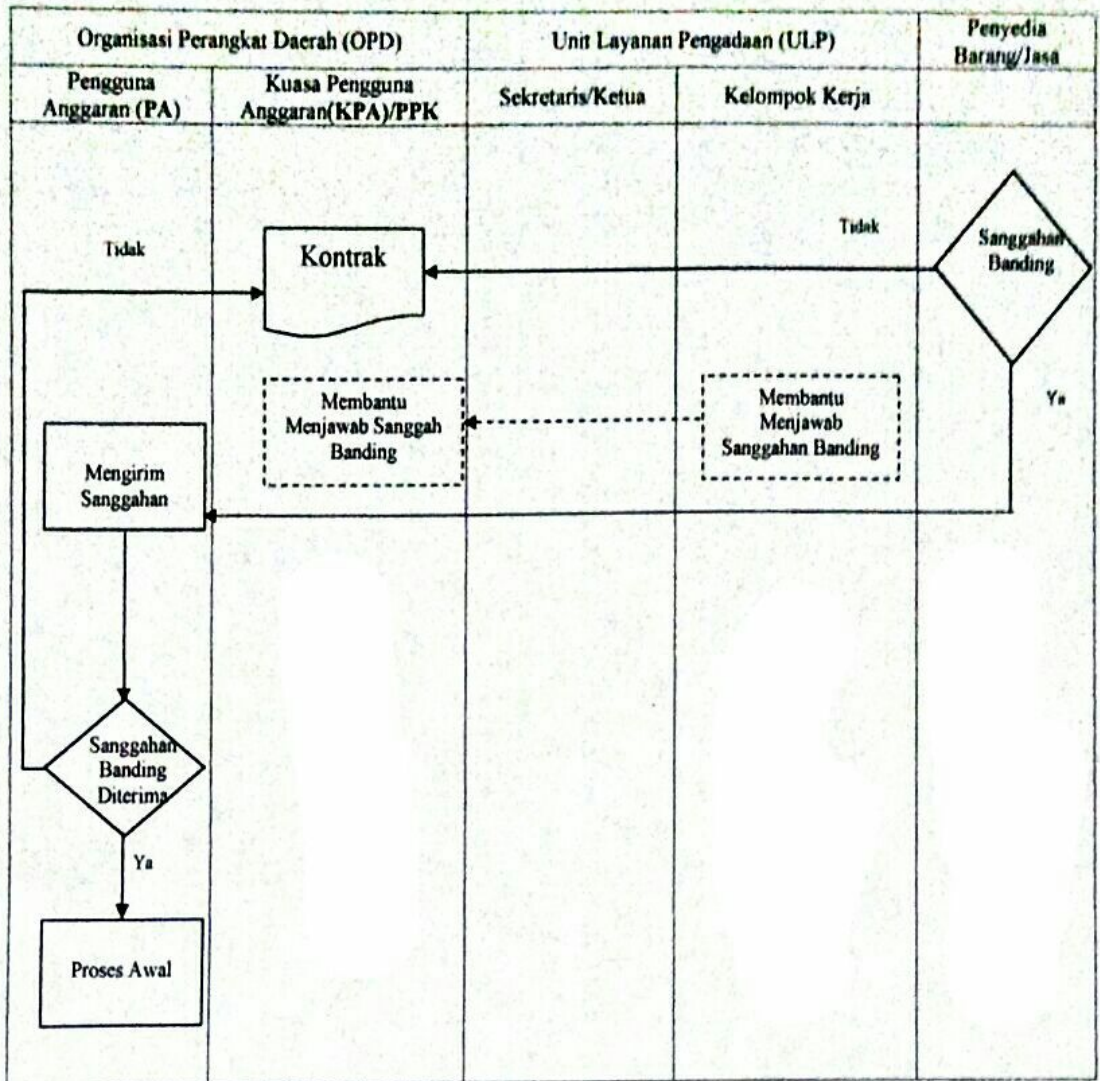 Organisasi Perangkat Daerah (OPD)
Unit Layanan Pengadaan (ULP)
Penyedia
Barang/Jasa
Pengguna
Anggaran (PA)
Kuasa Pengguna
Anggaran(KPA)/PPK
Sekretaris/Ketua
Kelompok Kerja
Tidak
Kontrak
Tidak
Sanggahan
Banding
Membantu
Menjawab Sanggah
Banding
Membantu
Menjawab
Sanggahan Banding
Ya
Mengirim
Sanggahan
Sanggahan
Banding
Diterima
Ya
Proses Awal